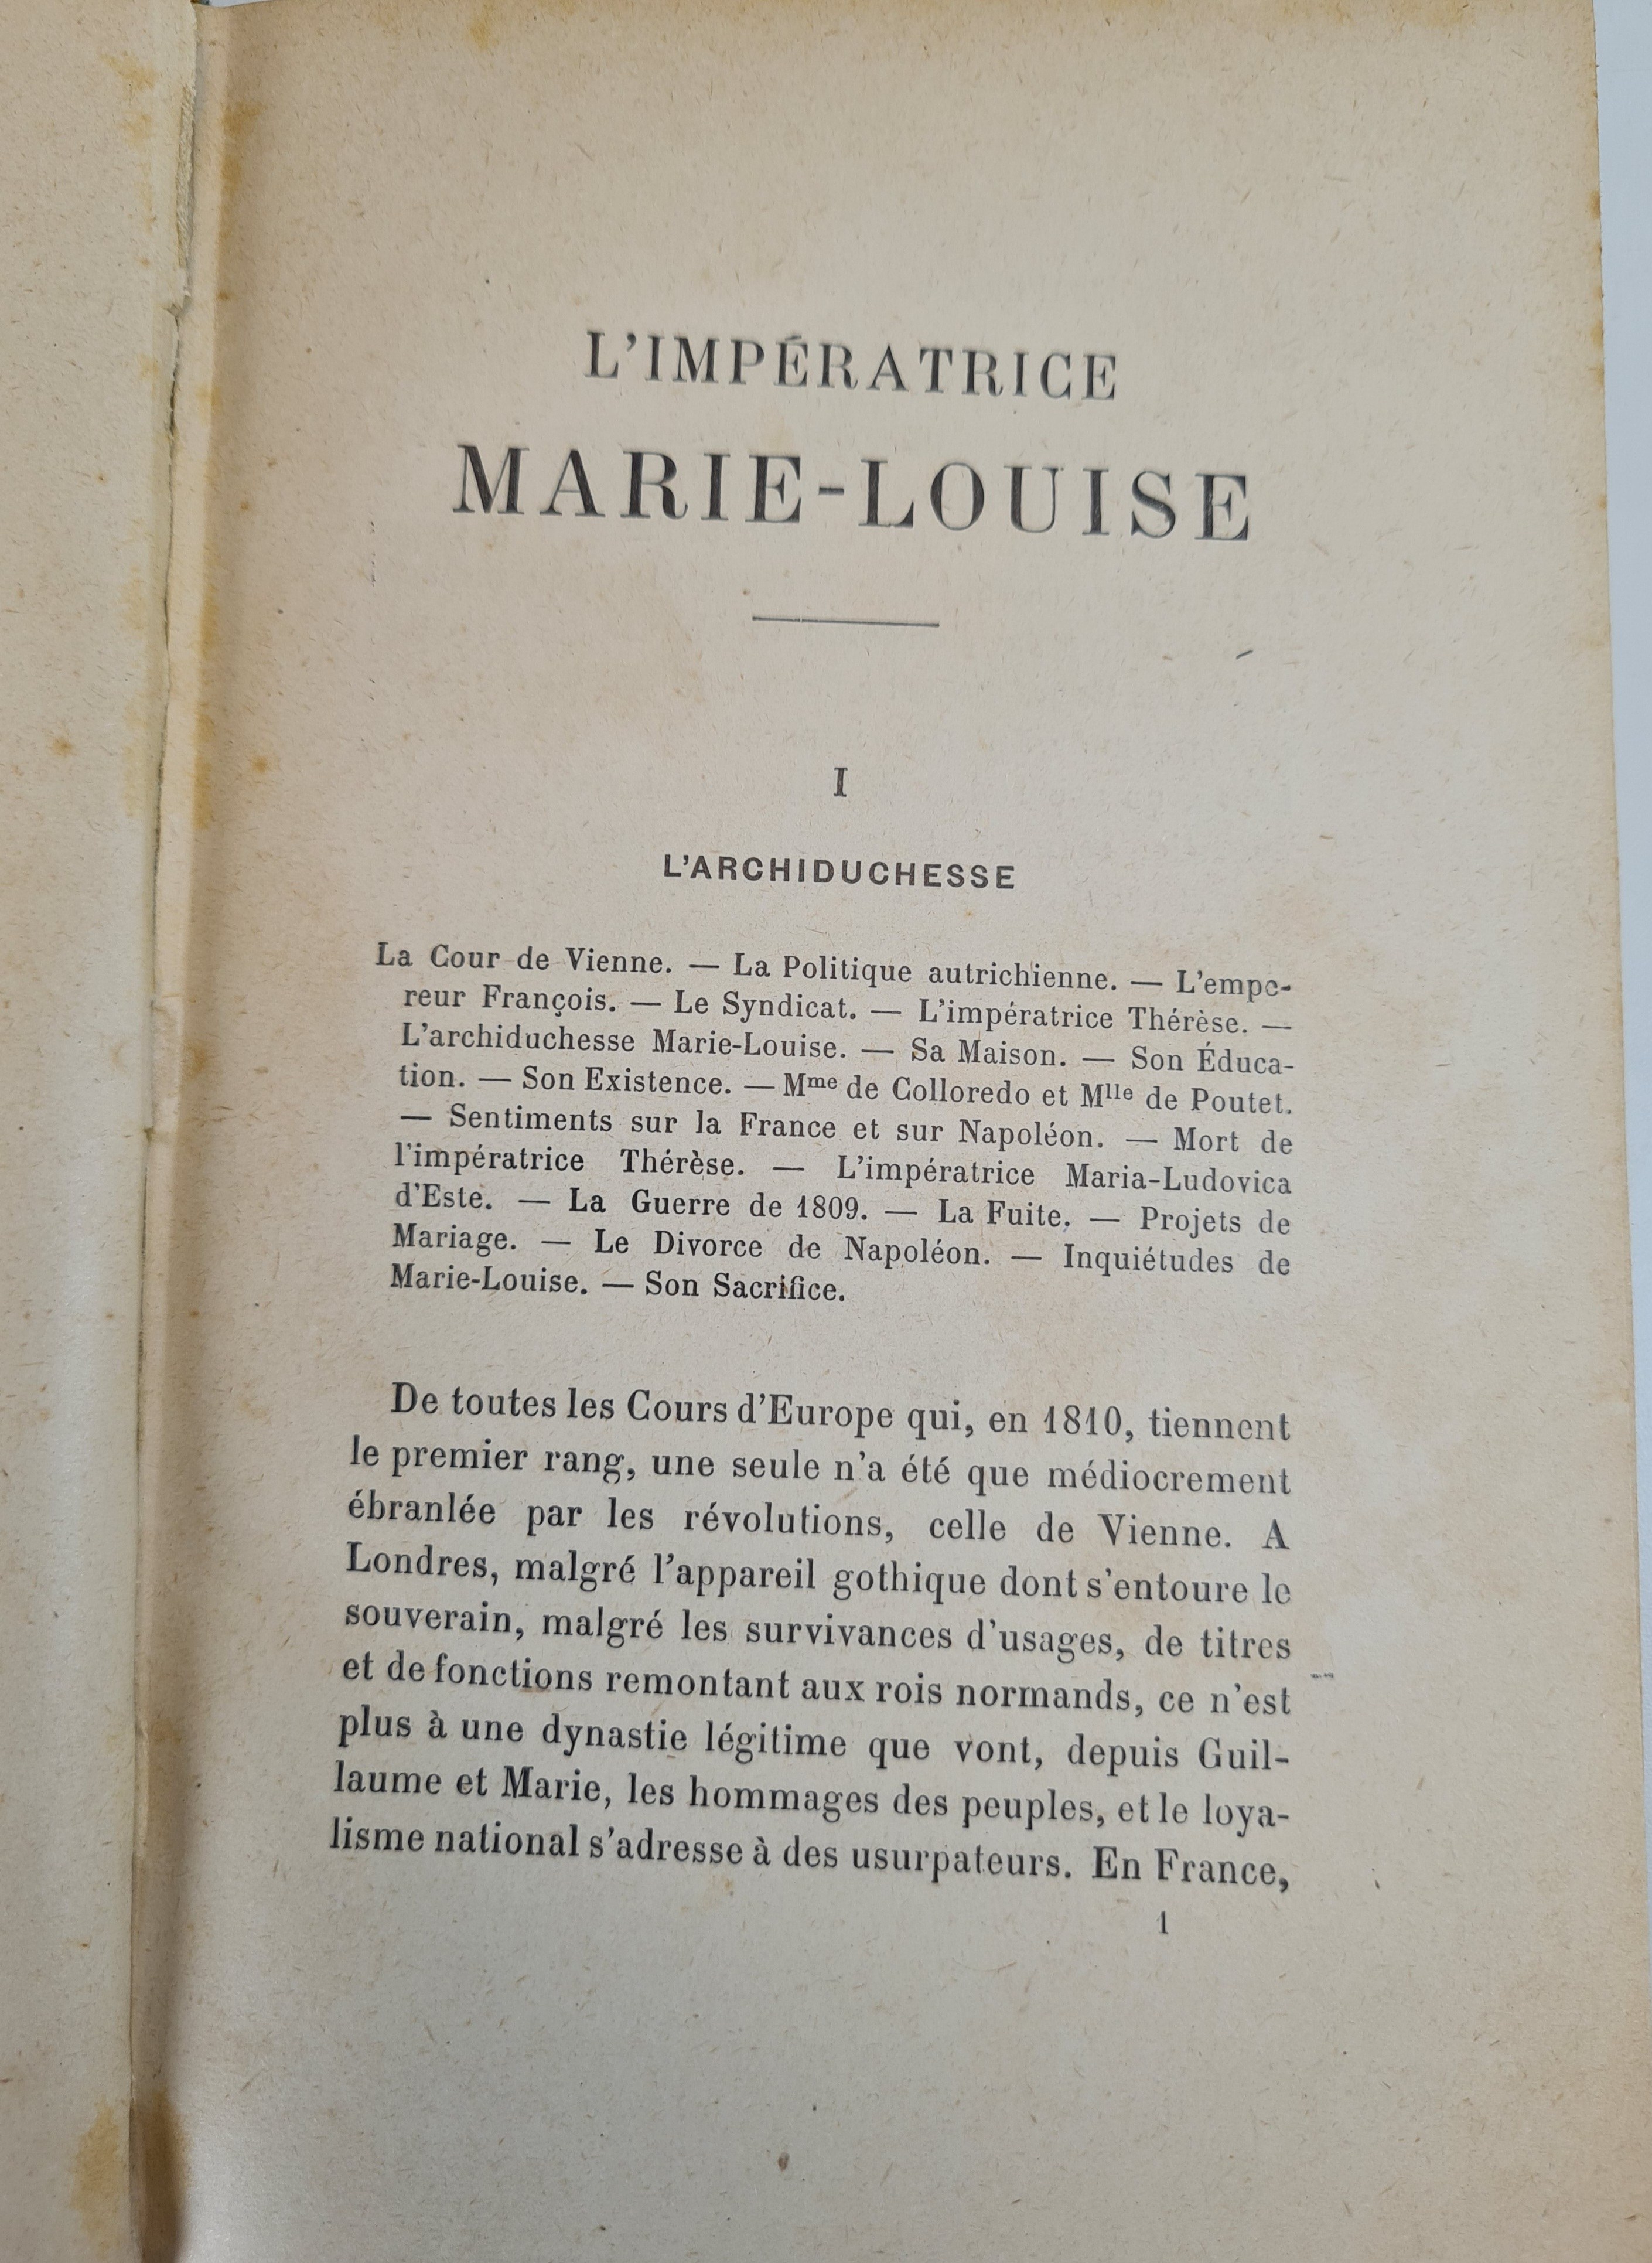 L'IMPÉRATRICE
MARIE-LOUISE
I
L'ARCHIDUCHESSE
La Cour de Vienne. — La Politique autrichienne. — L'empe-
reur François. — Le Syndicat. — L'impératrice Thérèse. —
L'archiduchesse Marie-Louise. — Sa Maison. — Son Éduca-
tion. — Son Existence. — Mme de Colloredo et Mlle de Poutet.
— Sentiments sur la France et sur Napoléon. — Mort de
l'impératrice Thérèse. — L'impératrice Maria-Ludovica
d'Este. — La Guerre de 1809. — La Fuite. — Projets de
Mariage. — Le Divorce de Napoléon. — Inquiétudes de
Marie-Louise. — Son Sacrifice.
De toutes les Cours d'Europe qui, en 1810, tiennent
le premier rang, une seule n'a été que médiocrement
ébranlée par les révolutions, celle de Vienne. A
Londres, malgré l'appareil gothique dont s'entoure le
souverain, malgré les survivances d'usages, de titres
et de fonctions remontant aux rois normands, ce n'est
plus à une dynastie légitime que vont, depuis Guil-
laume et Marie, les hommages des peuples, et le loya-
lisme national s'adresse à des usurpateurs. En France,
1